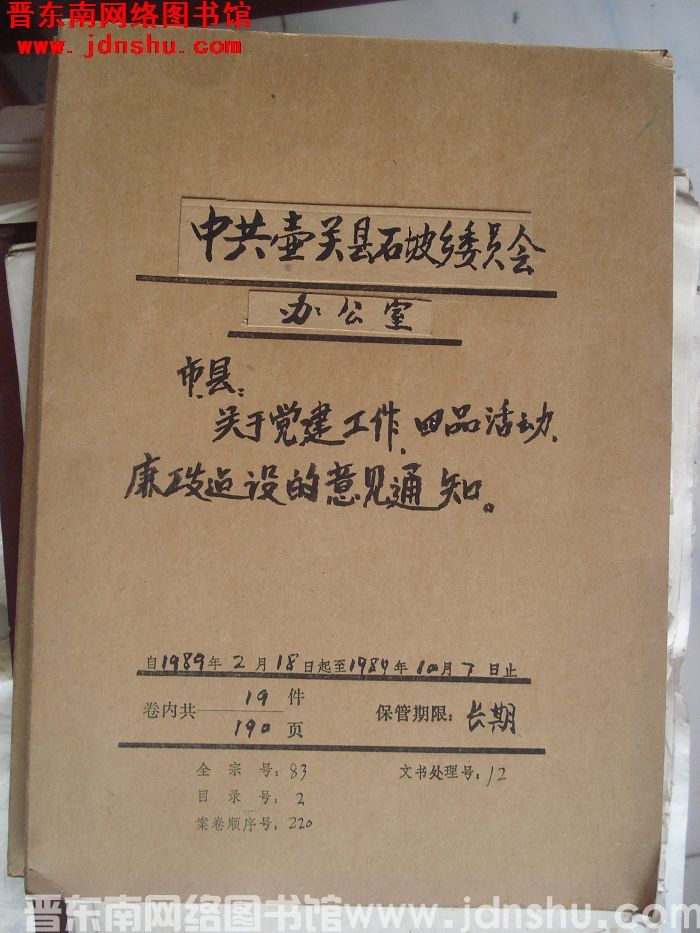 晋东南网络图书馆
www.jdnshu.com
中共壶关县石坡乡委员会
办公室
市.县:
关于党建工作、四品活动、
廉政建设的意见通知。
自1989年2月18日起至1989年10月7日止
卷内共 19 件
190 页
保管期限: 长期
全宗号: 83
文书处理号: 12
目录号: 2
案卷顺序号: 220
晋东南网络图书馆www.jdnshu.com